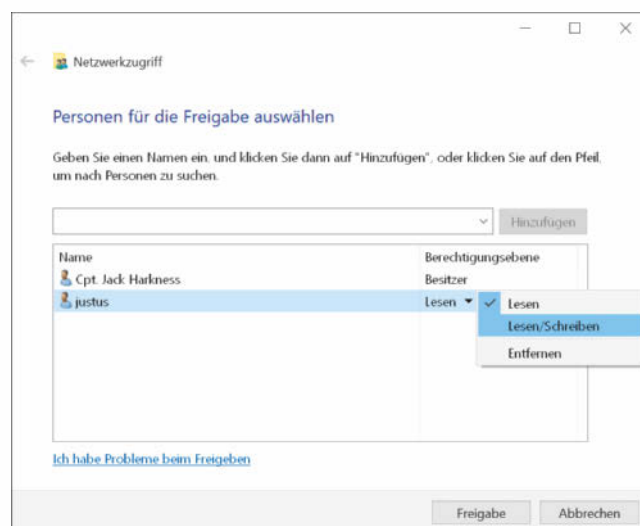 Netzwerkzugriff
Personen für die Freigabe auswählen
Geben Sie einen Namen ein, und klicken Sie dann auf "Hinzufügen", oder klicken Sie auf den Pfeil,
um nach Personen zu suchen.
Hinzufügen
Name Berechtigungsebene
Cpt. Jack Harkness Besitzer
justus Lesen Lesen
Lesen/Schreiben
Entfernen
Ich habe Probleme beim Freigeben
Freigabe Abbrechen